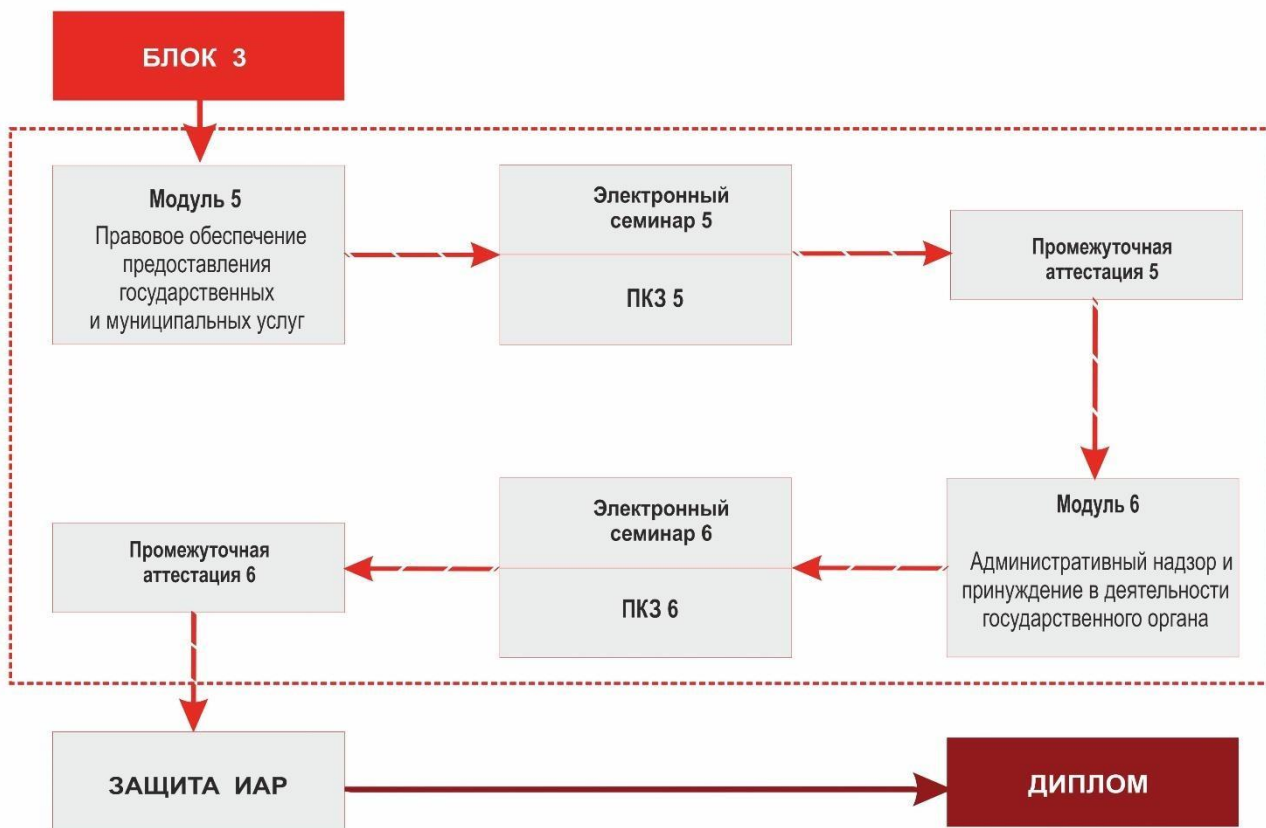 БЛОК 3
Модуль 5
Правовое обеспечение
предоставления
государственных
и муниципальных услуг
Электронный
семинар 5
ПКЗ 5
Промежуточная
аттестация 5
Модуль 6
Административный надзор и
принуждение в деятельности
государственного органа
Электронный
семинар 6
ПКЗ 6
Промежуточная
аттестация 6
ЗАЩИТА ИАР
ДИПЛОМ